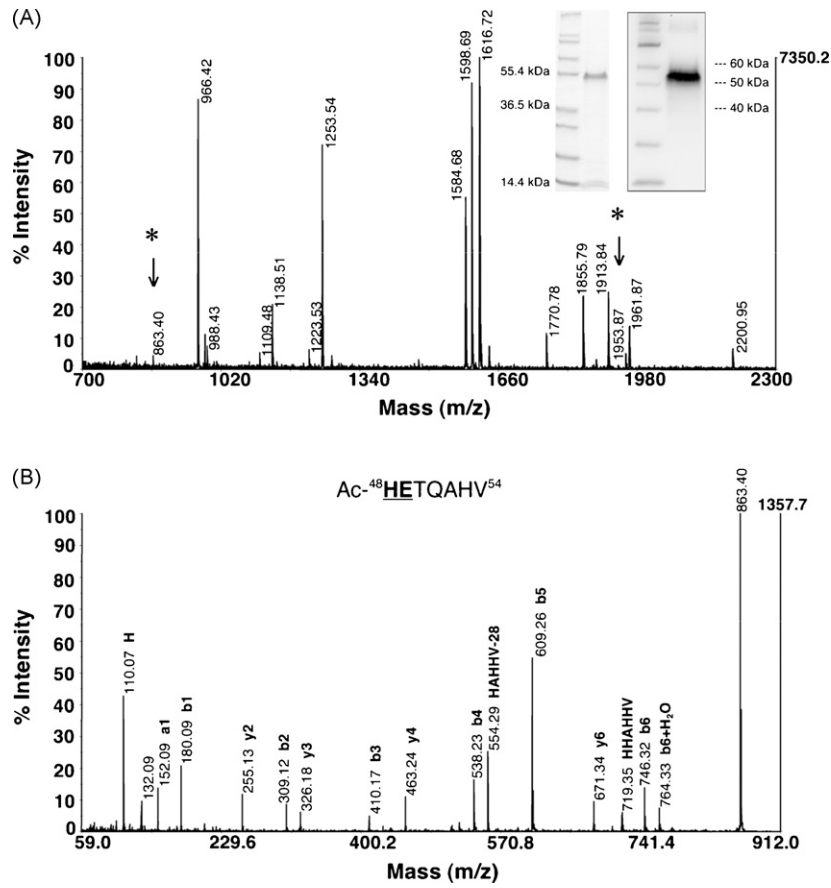 (A)
% Intensity
100
90
80
70
60
50
40
30
20
10
0
* 863.40
966.42
988.43
1109.48
1138.51
1223.53
1253.54
1584.68
1598.69
1616.72
1770.78
1855.79
1913.84
* 1953.87
1961.87
2200.95
7350.2
55.4 kDa
36.5 kDa
14.4 kDa
--- 60 kDa
--- 50 kDa
--- 40 kDa
700 1020 1340 1660 1980 2300
Mass (m/z)
(B)
Ac-⁴⁸HETQAHV⁵⁴
% Intensity
100
90
80
70
60
50
40
30
20
10
0
110.07 H
132.09
152.09 a1
180.09 b1
255.13 y2
309.12 b2
326.18 y3
410.17 b3
463.24 y4
538.23 b4
554.29 HAHHV-28
609.26 b5
671.34 y6
719.35 HHAHHV
746.32 b6
764.33 b6+H₂O
863.40
1357.7
59.0 229.6 400.2 570.8 741.4 912.0
Mass (m/z)